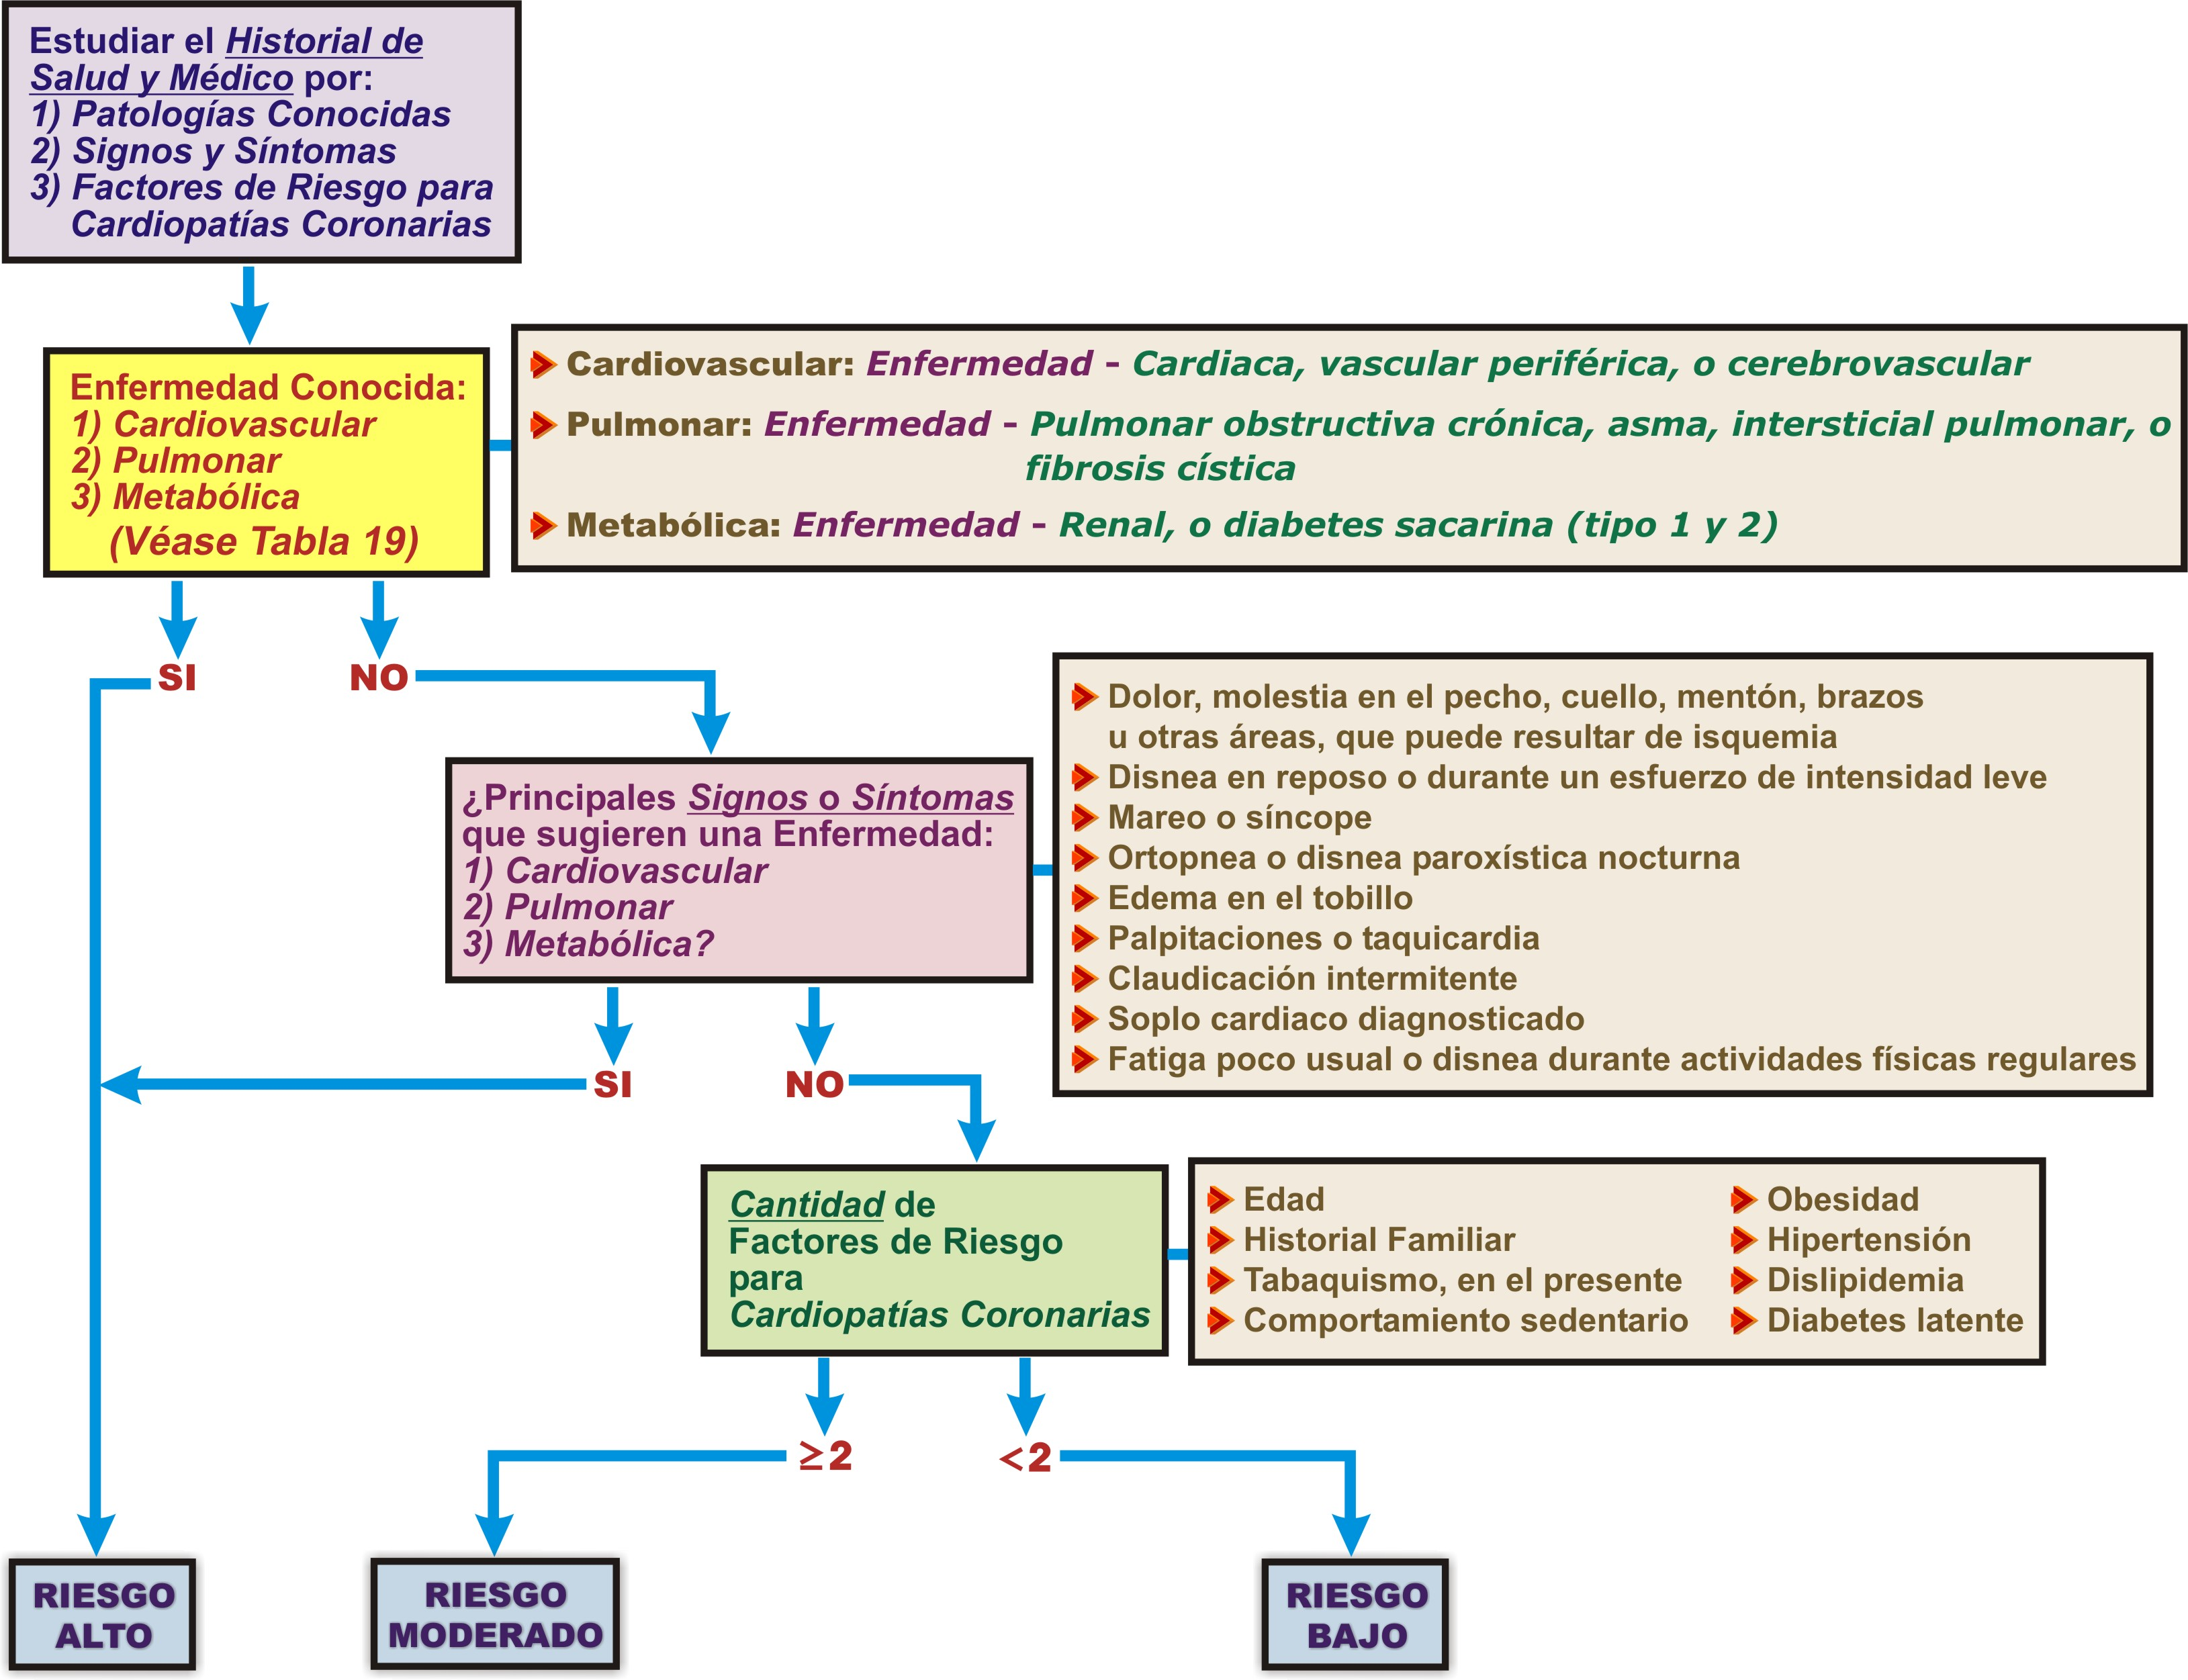 Estudiar el Historial de
Salud y Médico por:
1) Patologías Conocidas
2) Signos y Síntomas
3) Factores de Riesgo para
Cardiopatías Coronarias
Enfermedad Conocida:
1) Cardiovascular
2) Pulmonar
3) Metabólica
(Véase Tabla 19)
Cardiovascular: Enfermedad - Cardiaca, vascular periférica, o cerebrovascular
Pulmonar: Enfermedad - Pulmonar obstructiva crónica, asma, intersticial pulmonar, o
fibrosis cística
Metabólica: Enfermedad - Renal, o diabetes sacarina (tipo 1 y 2)
SI
NO
¿Principales Signos o Síntomas
que sugieren una Enfermedad:
1) Cardiovascular
2) Pulmonar
3) Metabólica?
Dolor, molestia en el pecho, cuello, mentón, brazos
u otras áreas, que puede resultar de isquemia
Disnea en reposo o durante un esfuerzo de intensidad leve
Mareo o síncope
Ortopnea o disnea paroxística nocturna
Edema en el tobillo
Palpitaciones o taquicardia
Claudicación intermitente
Soplo cardiaco diagnosticado
Fatiga poco usual o disnea durante actividades físicas regulares
SI
NO
Cantidad de
Factores de Riesgo
para
Cardiopatías Coronarias
Edad
Historial Familiar
Tabaquismo, en el presente
Comportamiento sedentario
Obesidad
Hipertensión
Dislipidemia
Diabetes latente
≥2
<2
RIESGO
ALTO
RIESGO
MODERADO
RIESGO
BAJO